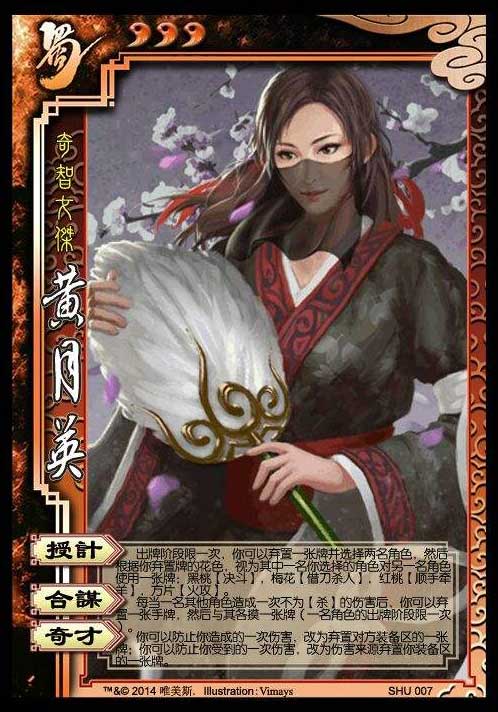 蜀
奇智女傑
黄月英
授計
出牌阶段限一次，你可以弃置一张牌并选择两名角色，然后
根据你弃置牌的花色，视为其中一名你选择的角色对另一名角色
使用一张牌：黑桃【决斗】，梅花【借刀杀人】，红桃【顺手牵
羊】，方片【火攻】。
合謀
每当一名其他角色造成一次不为【杀】的伤害后，你可以弃
置一张手牌，然后与其各摸一张牌（一名角色的出牌阶段限一次
）。
奇才
你可以防止你造成的一次伤害，改为弃置对方装备区的一张
牌；你可以防止你受到的一次伤害，改为伤害来源弃置你装备区
的一张牌。
™&© 2014 唯美斯. Illustration: Vimays
SHU 007